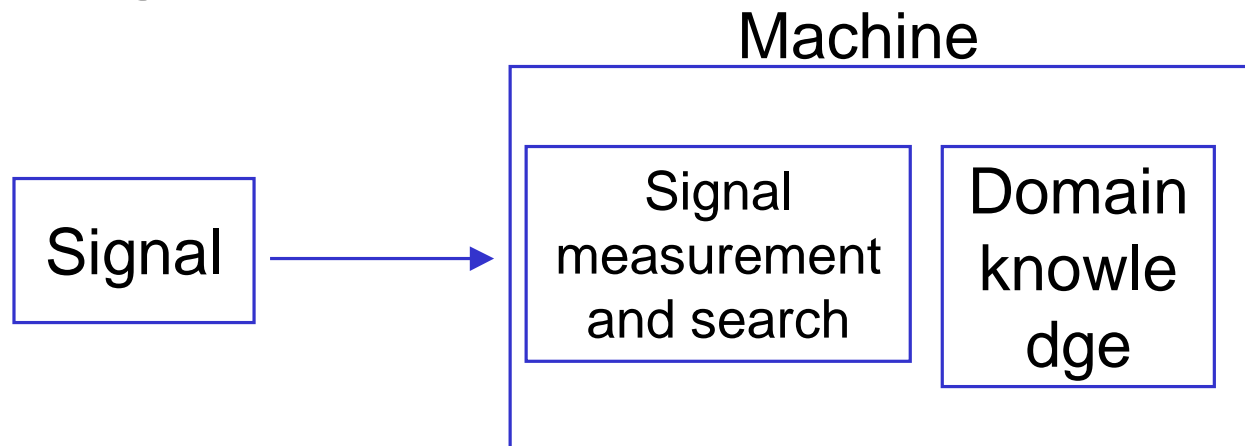 Machine
Signal
Signal
measurement
and search
Domain
knowle
dge